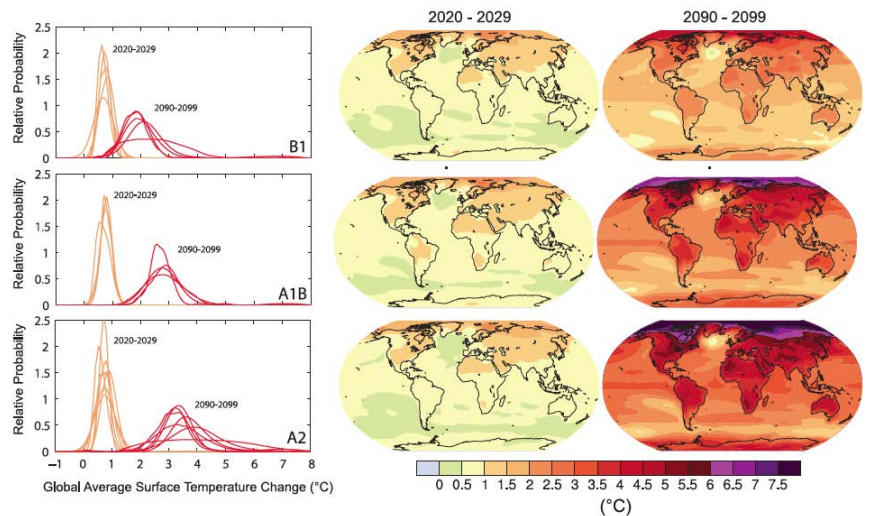 2020 - 2029
2090 - 2099
Relative Probability
2.5
2
1.5
1
0.5
0
2020-2029
2090-2099
B1
Relative Probability
2.5
2
1.5
1
0.5
0
2020-2029
2090-2099
A1B
Relative Probability
2.5
2
1.5
1
0.5
0
2020-2029
2090-2099
A2
−1 0 1 2 3 4 5 6 7 8
Global Average Surface Temperature Change (°C)
0 0.5 1 1.5 2 2.5 3 3.5 4 4.5 5 5.5 6 6.5 7 7.5
(°C)